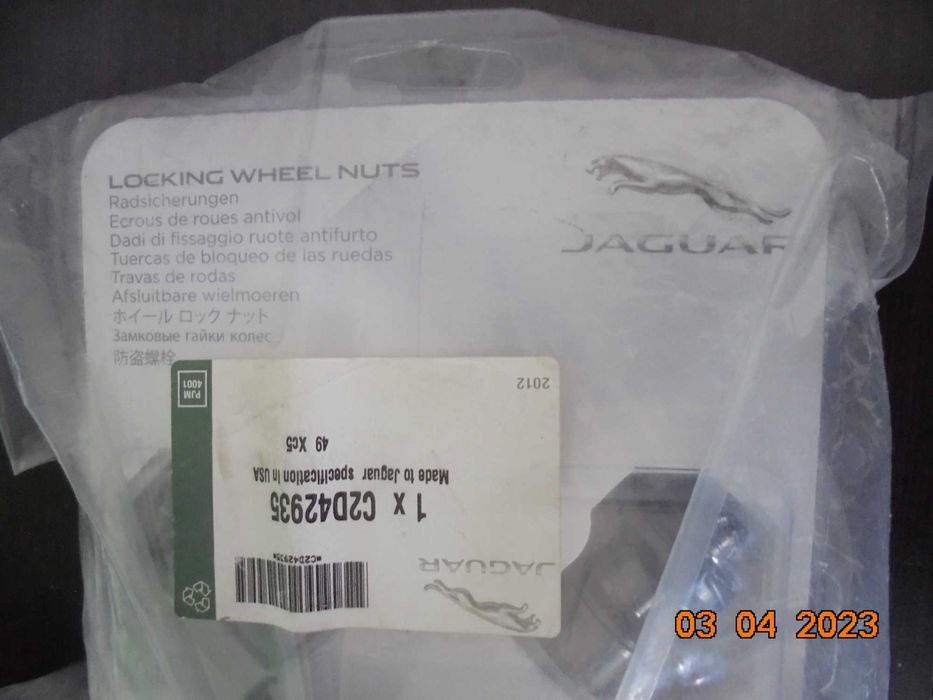 LOCKING WHEEL NUTS
Radsicherungen
Ecrous de roues antivol
Dadi di fissaggio ruote antifurto
Tuercas de bloqueo de las ruedas
Travas de rodas
Afsluitbare wielmoeren
ホイール ロック ナット
Замковые гайки колес
防盗螺栓
JAGUAR
JAGUAR
*C2D42935*
1 x C2D42935
Made to Jaguar specification in USA
49 Xc5
2012
PJM
4001
03 04 2023